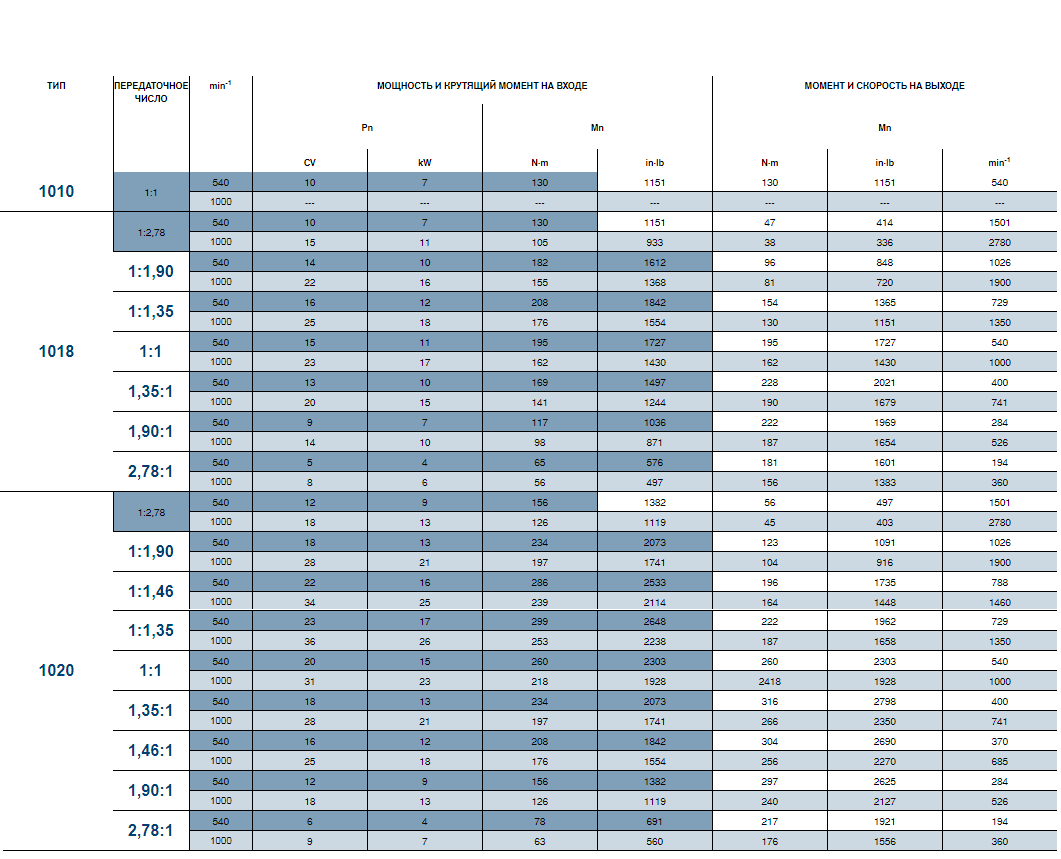 ТИП ПЕРЕДАТОЧНОЕ ЧИСЛО min-1 МОЩНОСТЬ И КРУТЯЩИЙ МОМЕНТ НА ВХОДЕ МОМЕНТ И СКОРОСТЬ НА ВЫХОДЕ
Pn Mn Mn
CV kW N·m in·lb N·m in·lb min-1
1010 1:1 540 10 7 130 1151 130 1151 540
1000 --- --- --- --- --- --- ---
1018 1:2,78 540 10 7 130 1151 47 414 1501
1000 15 11 105 933 38 336 2780
1:1,90 540 14 10 182 1612 96 848 1026
1000 22 16 155 1368 81 720 1900
1:1,35 540 16 12 208 1842 154 1365 729
1000 25 18 176 1554 130 1151 1350
1:1 540 15 11 195 1727 195 1727 540
1000 23 17 162 1430 162 1430 1000
1,35:1 540 13 10 169 1497 228 2021 400
1000 20 15 141 1244 190 1679 741
1,90:1 540 9 7 117 1036 222 1969 284
1000 14 10 98 871 187 1654 526
2,78:1 540 5 4 65 576 181 1601 194
1000 8 6 56 497 156 1383 360
1020 1:2,78 540 12 9 156 1382 56 497 1501
1000 18 13 126 1119 45 403 2780
1:1,90 540 18 13 234 2073 123 1091 1026
1000 28 21 197 1741 104 916 1900
1:1,46 540 22 16 286 2533 196 1735 788
1000 34 25 239 2114 164 1448 1460
1:1,35 540 23 17 299 2648 222 1962 729
1000 36 26 253 2238 187 1658 1350
1:1 540 20 15 260 2303 260 2303 540
1000 31 23 218 1928 2418 1928 1000
1,35:1 540 18 13 234 2073 316 2798 400
1000 28 21 197 1741 266 2350 741
1,46:1 540 16 12 208 1842 304 2690 370
1000 25 18 176 1554 256 2270 685
1,90:1 540 12 9 156 1382 297 2625 284
1000 18 13 126 1119 240 2127 526
2,78:1 540 6 4 78 691 217 1921 194
1000 9 7 63 560 176 1556 360